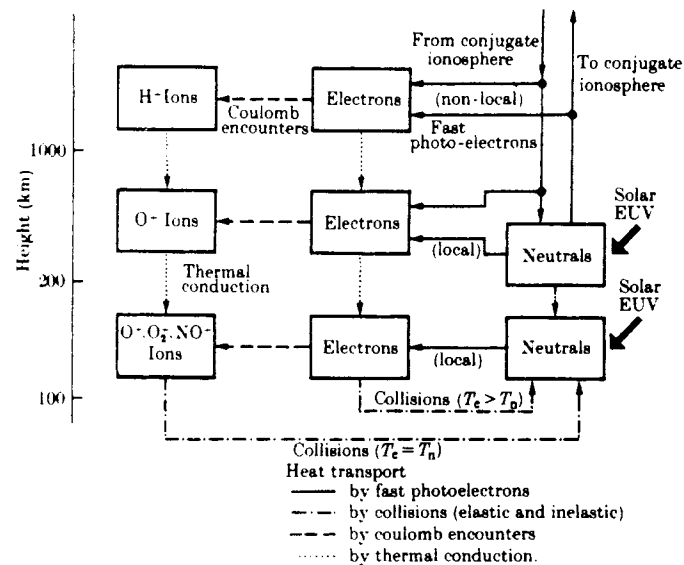 From conjugate
ionosphere
To conjugate
ionosphere
H⁺ Ions
Electrons
(non-local)
Coulomb
encounters
Fast
photo-electrons
1000
Height (km)
O⁺ Ions
Electrons
Solar
EUV
(local)
Neutrals
Thermal
conduction
200
Solar
EUV
O⁺.O₂⁺.NO⁺
Ions
Electrons
Neutrals
(local)
100
Collisions (Tₑ > Tₙ)
Collisions (Tₑ = Tₙ)
Heat transport
by fast photoelectrons
by collisions (elastic and inelastic)
by coulomb encounters
by thermal conduction.